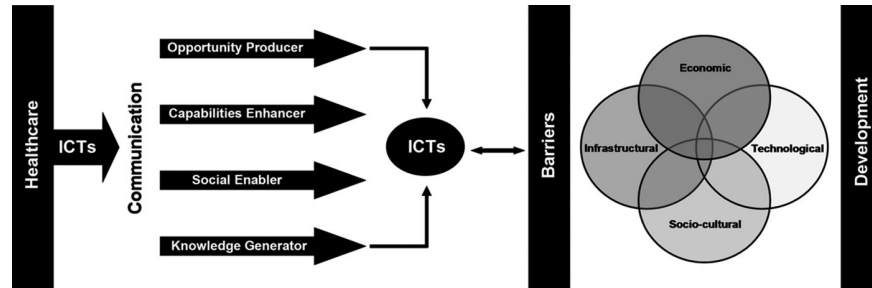 Healthcare
ICTs
Communication
Opportunity Producer
Capabilities Enhancer
Social Enabler
Knowledge Generator
ICTs
Barriers
Economic
Infrastructural
Technological
Socio-cultural
Development